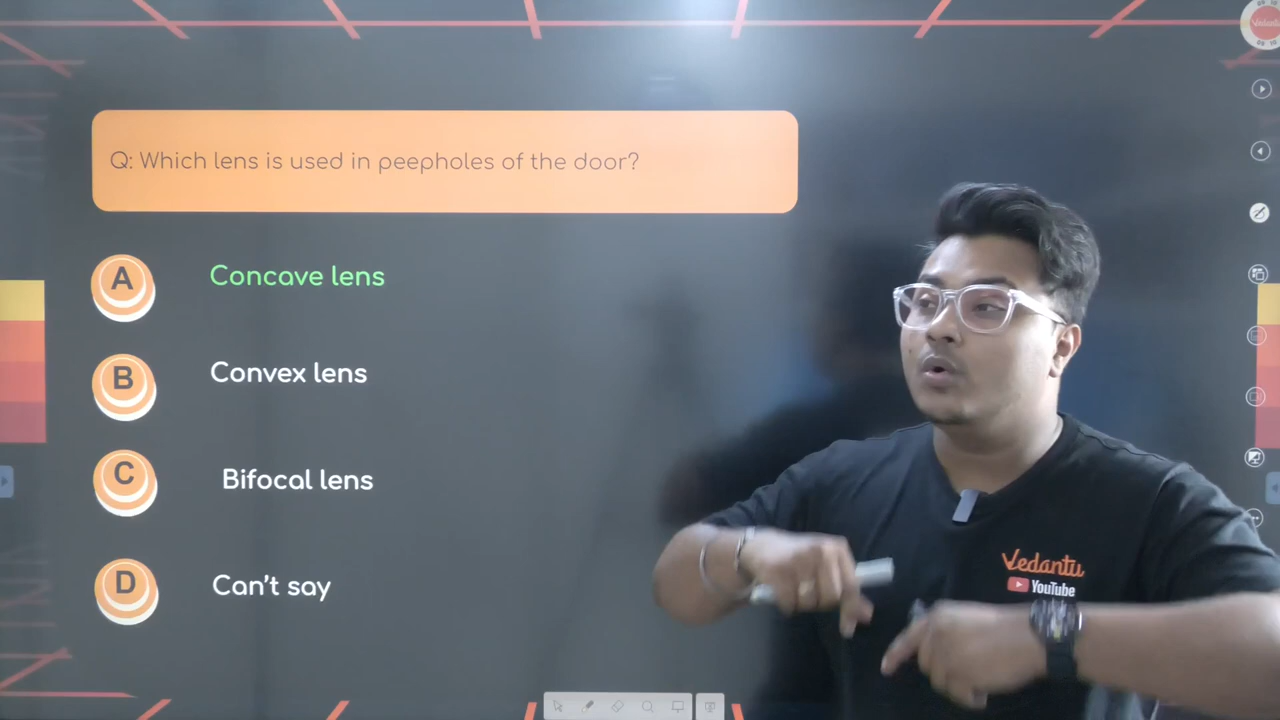 Q: Which lens is used in peepholes of the door?
A Concave lens
B Convex lens
C Bifocal lens
D Can't say
Vedantu
YouTube